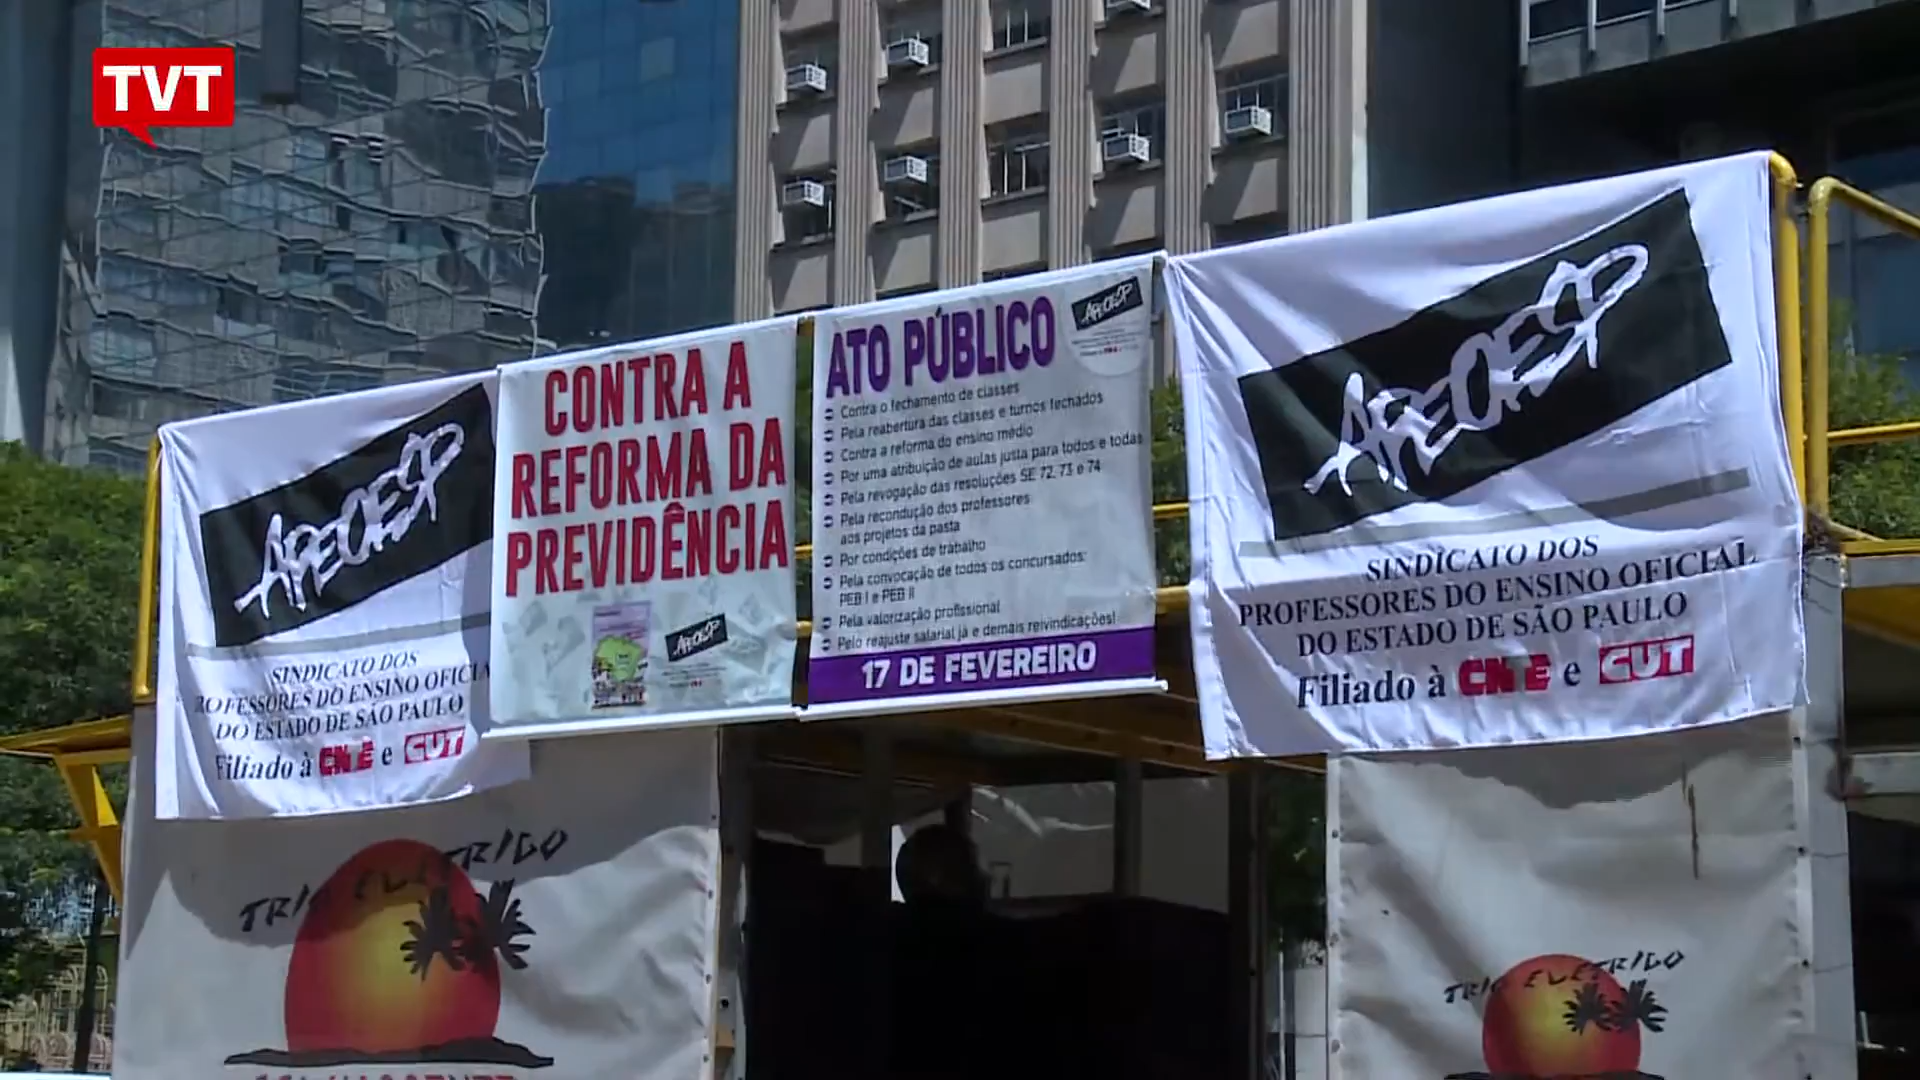 TVT
APEOESP
SINDICATO DOS
ROFESSORES DO ENSINO OFICIA
DO ESTADO DE SÃO PAULO
Filiado à CNTE e CUT
CONTRA A
REFORMA DA
PREVIDÊNCIA
APEOESP
ATO PÚBLICO
APEOESP
Contra o fechamento de classes
Pela reabertura das classes e turnos fechados
Contra a reforma do ensino médio
Por uma atribuição de aulas justa para todos e todas
Pela revogação das resoluções SE 72, 73 e 74
Pela recondução dos professores
aos projetos da pasta
Por condições de trabalho
Pela convocação de todos os concursados:
PEB I e PEB II
Pela valorização profissional
Pelo reajuste salarial já e demais reivindicações!
17 DE FEVEREIRO
APEOESP
SINDICATO DOS
PROFESSORES DO ENSINO OFICIAL
DO ESTADO DE SÃO PAULO
Filiado à CNTE e CUT
TRIO ELETRICO
TRIO ELETRICO